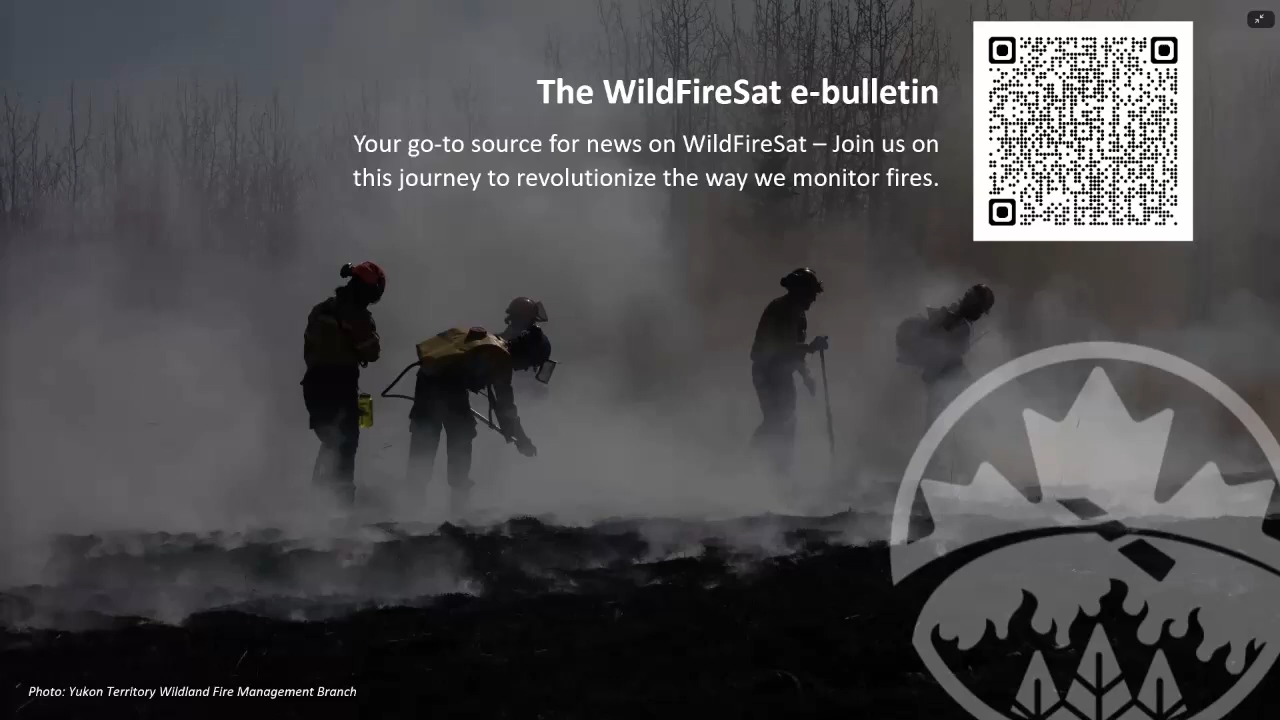 The WildFireSat e-bulletin
Your go-to source for news on WildFireSat – Join us on
this journey to revolutionize the way we monitor fires.
Photo: Yukon Territory Wildland Fire Management Branch